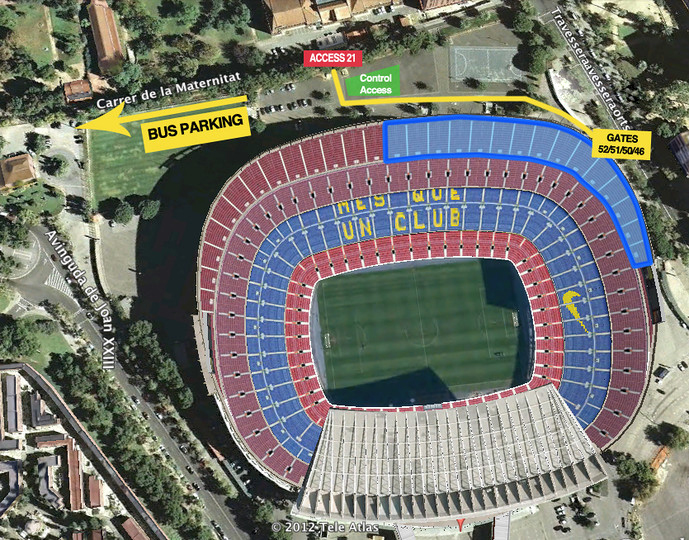 ACCESS 21
Control
Access
Carrer de la Maternitat
BUS PARKING
GATES
52/51/50/46
MES QUE
UN CLUB
Avinguda de Joan XXIII
© 2012 Tele Atlas